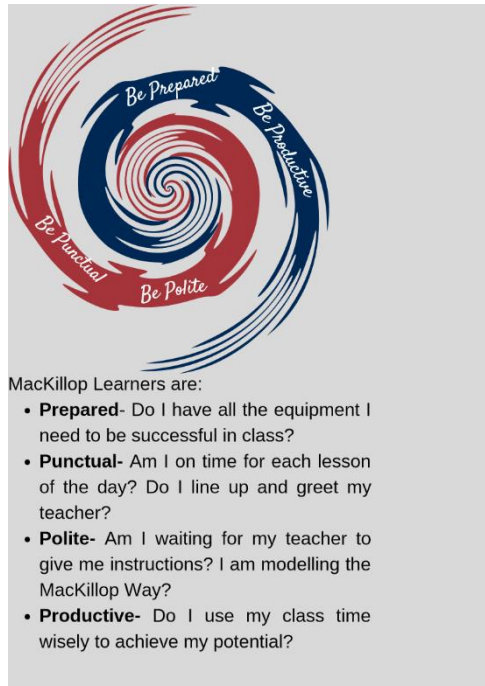 Be Prepared
Be Productive
Be Punctual
Be Polite
MacKillop Learners are:
• Prepared- Do I have all the equipment I
need to be successful in class?
• Punctual- Am I on time for each lesson
of the day? Do I line up and greet my
teacher?
• Polite- Am I waiting for my teacher to
give me instructions? I am modelling the
MacKillop Way?
• Productive- Do I use my class time
wisely to achieve my potential?